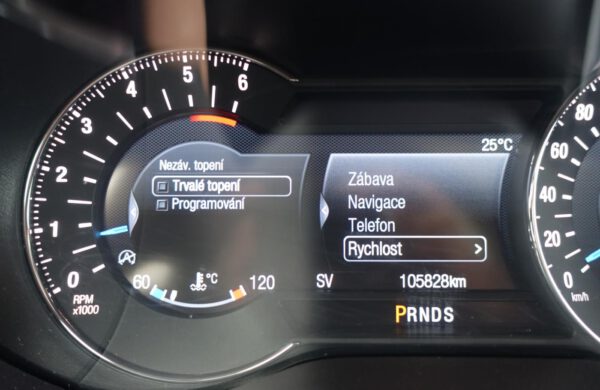 0
1
2
3
4
5
6
RPM
x1000
Nezáv. topení
Trvalé topení
Programování
60
°C
120
25°C
Zábava
Navigace
Telefon
Rychlost >
SV
105828km
PRNDS
80
60
40
20
0
km/h